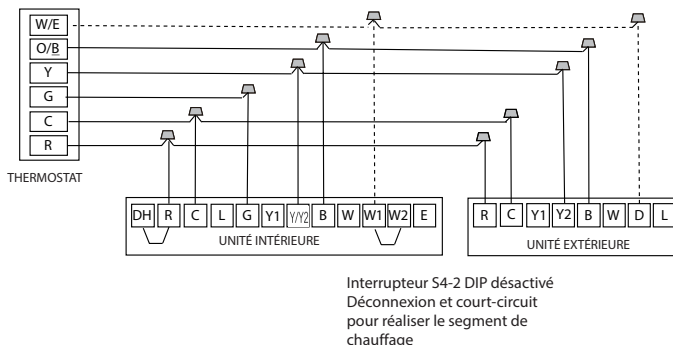 W/E
O/B
Y
G
C
R
THERMOSTAT
DH R C L G Y1 Y/Y2 B W W1 W2 E
UNITÉ INTÉRIEURE
R C Y1 Y2 B W D L
UNITÉ EXTÉRIEURE
Interrupteur S4-2 DIP désactivé
Déconnexion et court-circuit
pour réaliser le segment de
chauffage